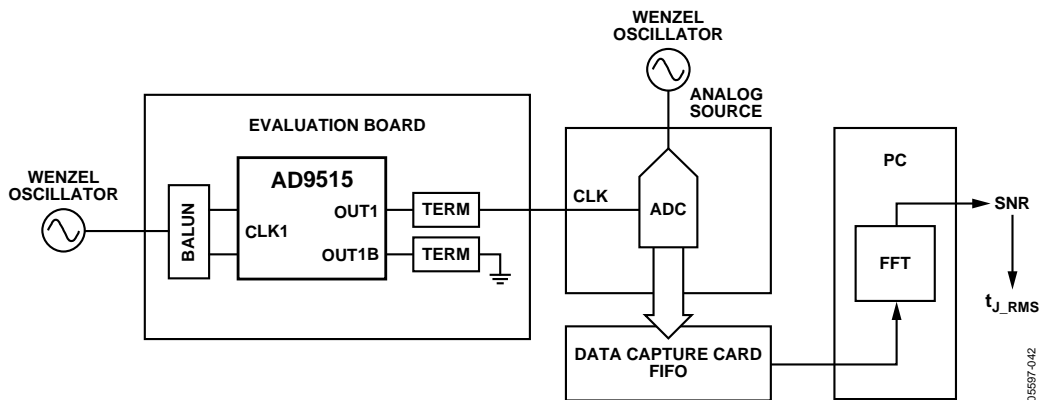 WENZEL
OSCILLATOR
ANALOG
SOURCE
EVALUATION BOARD
PC
WENZEL
OSCILLATOR
BALUN
AD9515
CLK1
OUT1
OUT1B
TERM
TERM
CLK
ADC
SNR
FFT
tJ_RMS
DATA CAPTURE CARD
FIFO
05597-042